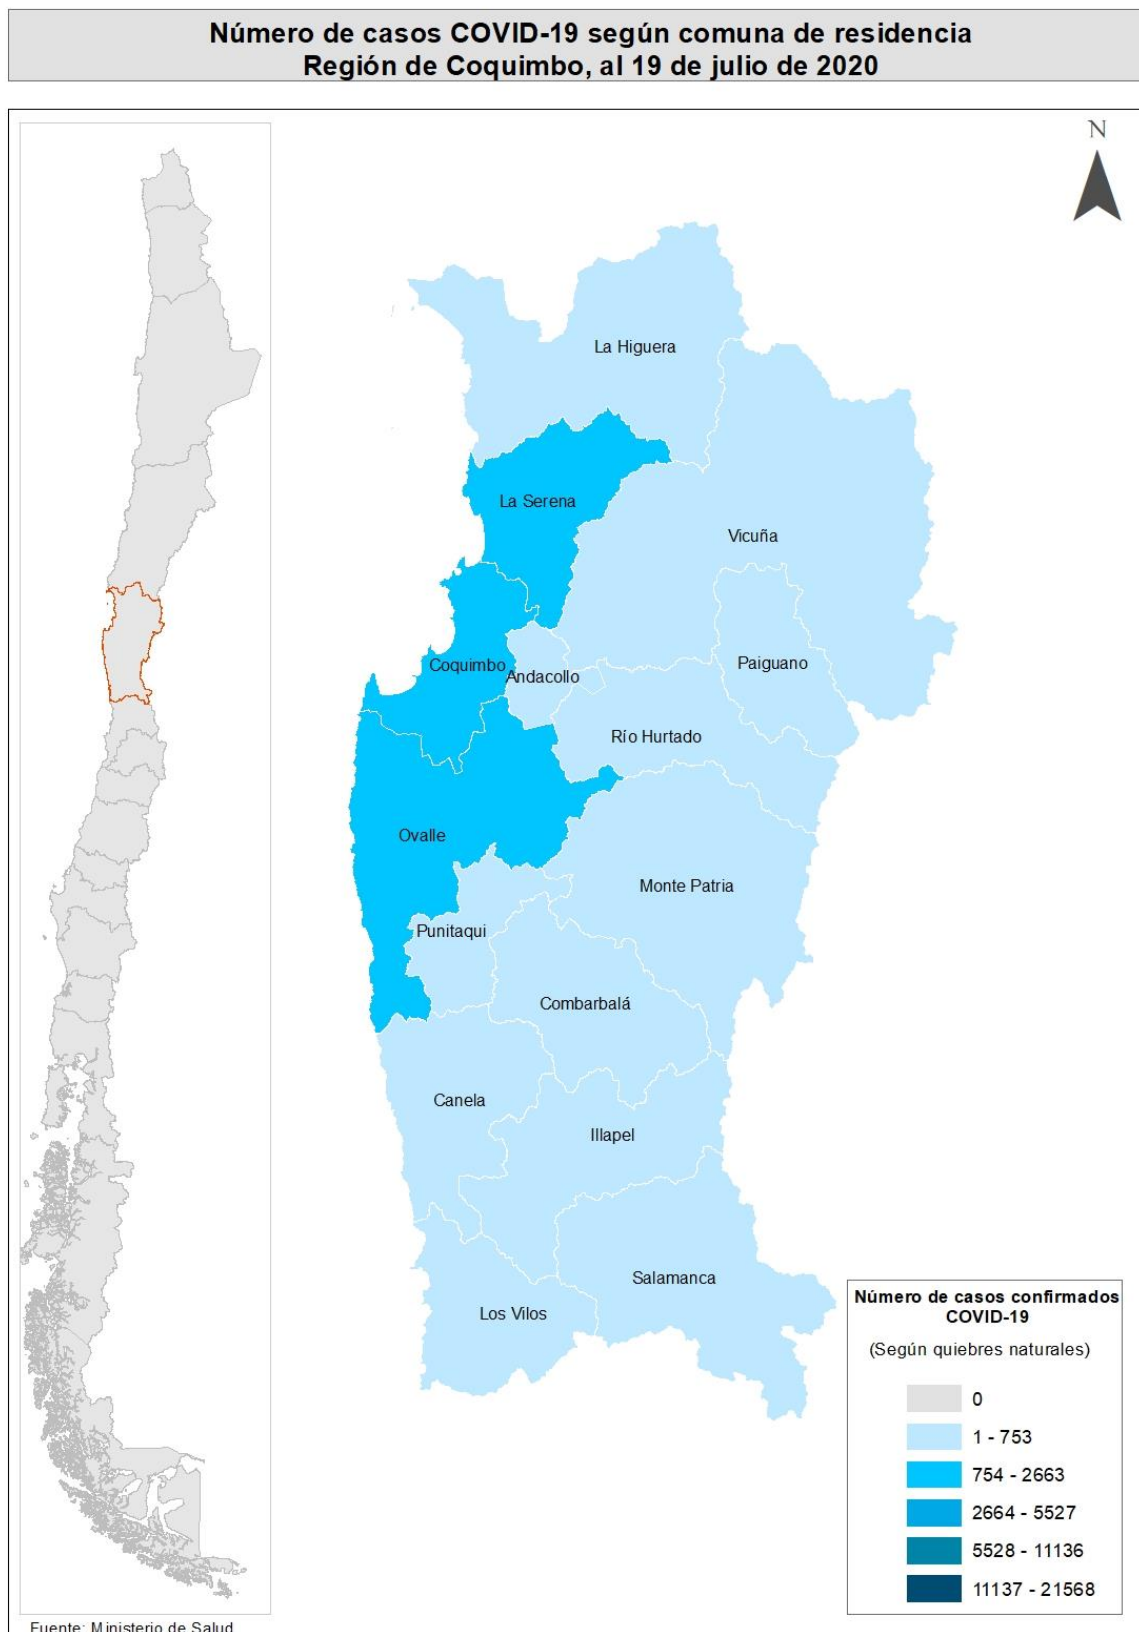 Número de casos COVID-19 según comuna de residencia
Región de Coquimbo, al 19 de julio de 2020
N
La Higuera
La Serena
Vicuña
Coquimbo
Andacollo
Paiguano
Río Hurtado
Ovalle
Monte Patria
Punitaqui
Combarbalá
Canela
Illapel
Salamanca
Los Vilos
Número de casos confirmados
COVID-19
(Según quiebres naturales)
0
1 - 753
754 - 2663
2664 - 5527
5528 - 11136
11137 - 21568
Fuente: Ministerio de Salud